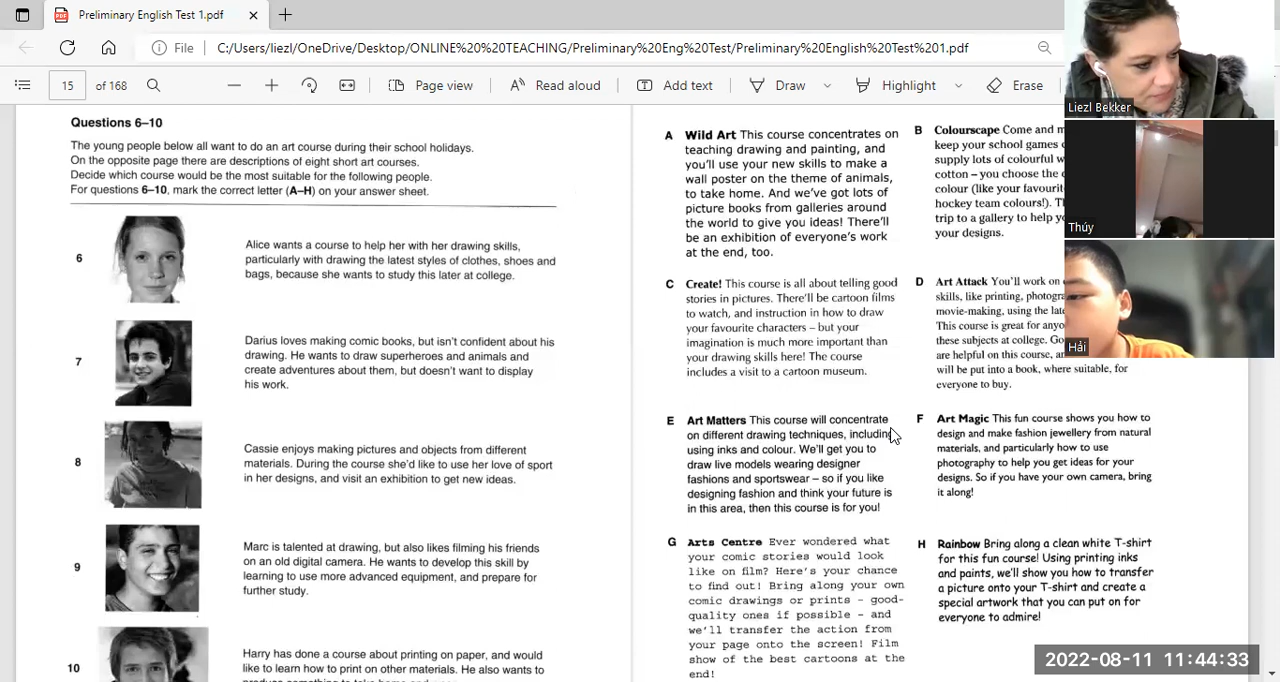 Preliminary English Test 1.pdf
File
C:/Users/liezl/OneDrive/Desktop/ONLINE%20%20TEACHING/Preliminary%20Eng%20Test/Preliminary%20English%20Test%201.pdf
15 of 168
Page view
Read aloud
Add text
Draw
Highlight
Erase
Liezl Bekker
Thúy
Hải
Questions 6–10
The young people below all want to do an art course during their school holidays.
On the opposite page there are descriptions of eight short art courses.
Decide which course would be the most suitable for the following people.
For questions 6–10, mark the correct letter (A–H) on your answer sheet.
6
Alice wants a course to help her with her drawing skills,
particularly with drawing the latest styles of clothes, shoes and
bags, because she wants to study this later at college.
7
Darius loves making comic books, but isn't confident about his
drawing. He wants to draw superheroes and animals and
create adventures about them, but doesn't want to display
his work.
8
Cassie enjoys making pictures and objects from different
materials. During the course she'd like to use her love of sport
in her designs, and visit an exhibition to get new ideas.
9
Marc is talented at drawing, but also likes filming his friends
on an old digital camera. He wants to develop this skill by
learning to use more advanced equipment, and prepare for
further study.
10
Harry has done a course about printing on paper, and would
like to learn how to print on other materials. He also wants to
A Wild Art This course concentrates on
teaching drawing and painting, and
you'll use your new skills to make a
wall poster on the theme of animals,
to take home. And we've got lots of
picture books from galleries around
the world to give you ideas! There'll
be an exhibition of everyone's work
at the end, too.
B Colourscape Come and
keep your school games
supply lots of colourful
cotton – you choose the
colour (like your favourit
hockey team colours!).
trip to a gallery to help
your designs.
C Create! This course is all about telling good
stories in pictures. There'll be cartoon films
to watch, and instruction in how to draw
your favourite characters – but your
imagination is much more important than
your drawing skills here! The course
includes a visit to a cartoon museum.
D Art Attack You'll work on
skills, like printing, photogra
movie-making, using the
This course is great for
these subjects at college.
are helpful on this course,
will be put into a book, where suitable, for
everyone to buy.
E Art Matters This course will concentrate
on different drawing techniques, including
using inks and colour. We'll get you to
draw live models wearing designer
fashions and sportswear – so if you like
designing fashion and think your future is
in this area, then this course is for you!
F Art Magic This fun course shows you how to
design and make fashion jewellery from natural
materials, and particularly how to use
photography to help you get ideas for your
designs. So if you have your own camera, bring
it along!
G Arts Centre Ever wondered what
your comic stories would look
like on film? Here's your chance
to find out! Bring along your own
comic drawings or prints – good-
quality ones if possible – and
we'll transfer the action from
your page onto the screen! Film
show of the best cartoons at the
end!
H Rainbow Bring along a clean white T-shirt
for this fun course! Using printing inks
and paints, we'll show you how to transfer
a picture onto your T-shirt and create a
special artwork that you can put on for
everyone to admire!
2022-08-11 11:44:33